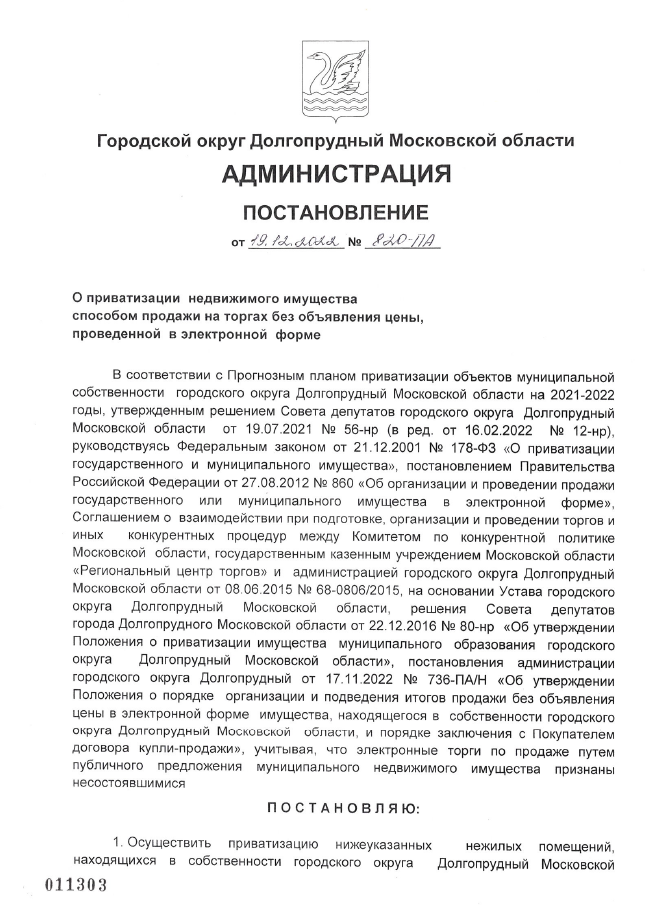 Городской округ Долгопрудный Московской области
АДМИНИСТРАЦИЯ
ПОСТАНОВЛЕНИЕ
от 19.12.2022 № 820-ПА
О приватизации недвижимого имущества
способом продажи на торгах без объявления цены,
проведенной в электронной форме
В соответствии с Прогнозным планом приватизации объектов муниципальной
собственности городского округа Долгопрудный Московской области на 2021-2022
годы, утвержденным решением Совета депутатов городского округа Долгопрудный
Московской области от 19.07.2021 № 56-нр (в ред. от 16.02.2022 № 12-нр),
руководствуясь Федеральным законом от 21.12.2001 № 178-ФЗ «О приватизации
государственного и муниципального имущества», постановлением Правительства
Российской Федерации от 27.08.2012 № 860 «Об организации и проведении продажи
государственного или муниципального имущества в электронной форме»,
Соглашением о взаимодействии при подготовке, организации и проведении торгов и
иных конкурентных процедур между Комитетом по конкурентной политике
Московской области, государственным казенным учреждением Московской области
«Региональный центр торгов» и администрацией городского округа Долгопрудный
Московской области от 08.06.2015 № 68-0806/2015, на основании Устава городского
округа Долгопрудный Московской области, решения Совета депутатов
города Долгопрудного Московской области от 22.12.2016 № 80-нр «Об утверждении
Положения о приватизации имущества муниципального образования городского
округа Долгопрудный Московской области», постановления администрации
городского округа Долгопрудный от 17.11.2022 № 736-ПА/Н «Об утверждении
Положения о порядке организации и подведения итогов продажи без объявления
цены в электронной форме имущества, находящегося в собственности городского
округа Долгопрудный Московской области, и порядке заключения с Покупателем
договора купли-продажи», учитывая, что электронные торги по продаже путем
публичного предложения муниципального недвижимого имущества признаны
несостоявшимися
П О С Т А Н О В Л Я Ю:
1. Осуществить приватизацию нижеуказанных нежилых помещений,
находящихся в собственности городского округа Долгопрудный Московской
011303